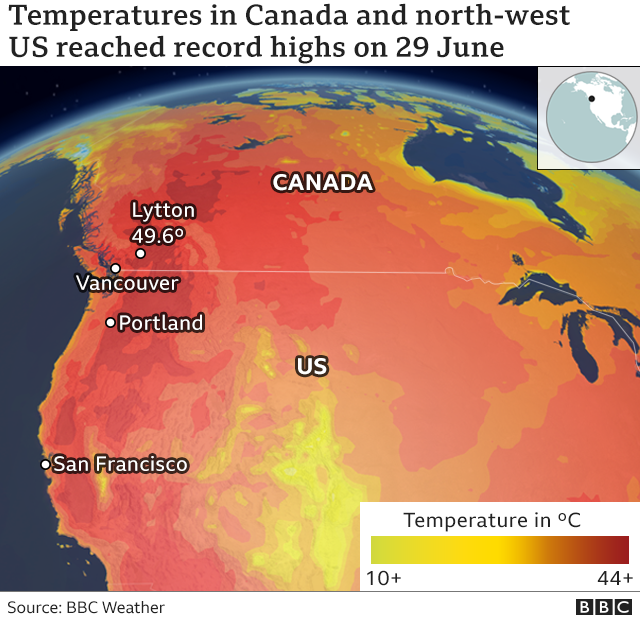 Temperatures in Canada and north-west
US reached record highs on 29 June
CANADA
Lytton
49.6º
Vancouver
Portland
US
San Francisco
Temperature in ºC
10+ 44+
Source: BBC Weather
BBC